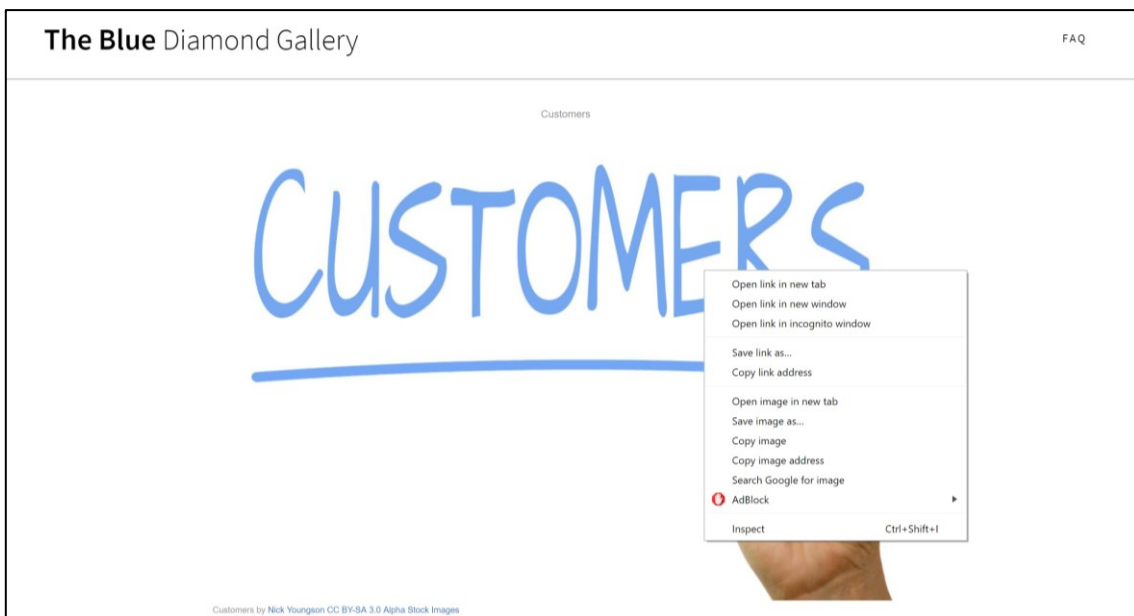 The Blue Diamond Gallery
FAQ
Customers
CUSTOMERS
Open link in new tab
Open link in new window
Open link in incognito window
Save link as...
Copy link address
Open image in new tab
Save image as...
Copy image
Copy image address
Search Google for image
AdBlock
Inspect Ctrl+Shift+I
Customers by Nick Youngson CC BY-SA 3.0 Alpha Stock Images